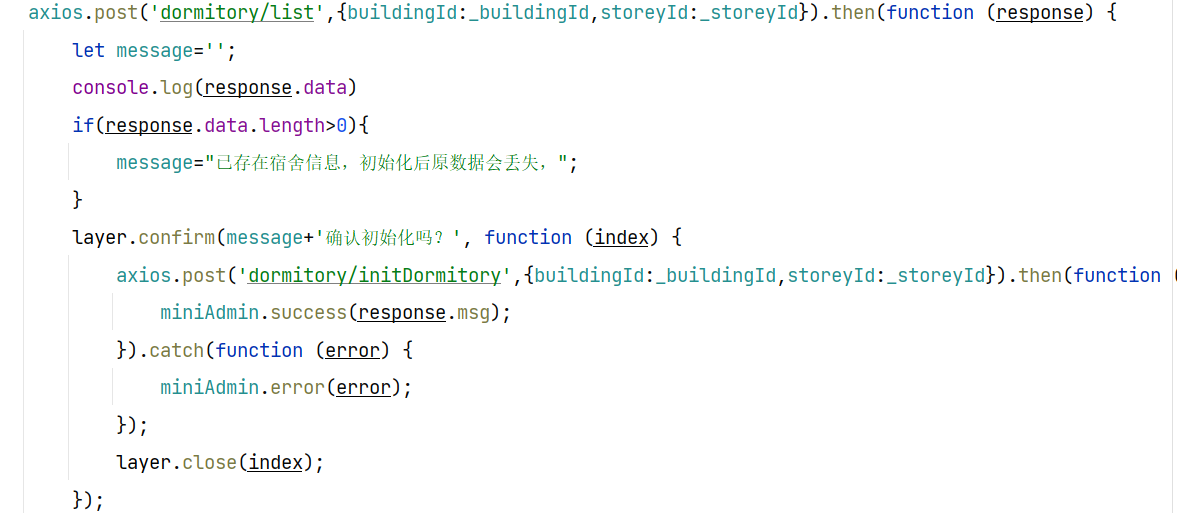 axios.post('dormitory/list',{buildingId:_buildingId,storeyId:_storeyId}).then(function (response) {
let message='';
console.log(response.data)
if(response.data.length>0){
message="已存在宿舍信息，初始化后原数据会丢失，";
}
layer.confirm(message+'确认初始化吗？', function (index) {
axios.post('dormitory/initDormitory',{buildingId:_buildingId,storeyId:_storeyId}).then(function
miniAdmin.success(response.msg);
}).catch(function (error) {
miniAdmin.error(error);
});
layer.close(index);
});